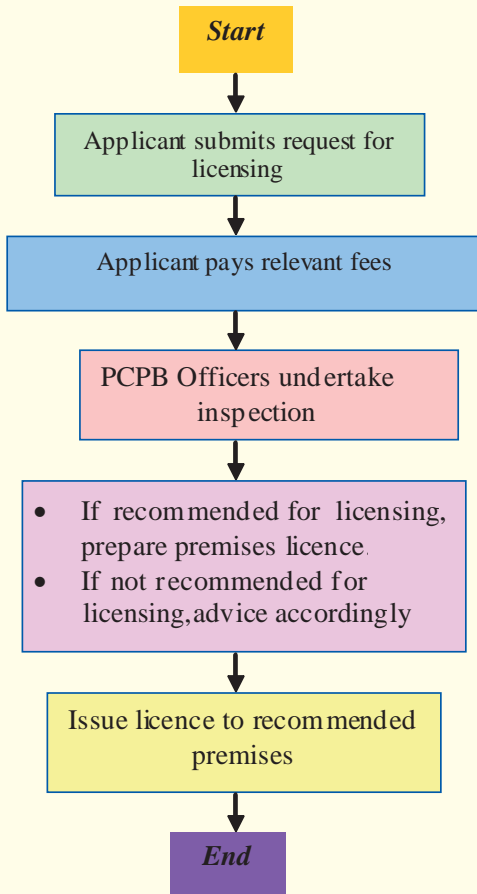 Start
Applicant submits request for
licensing
Applicant pays relevant fees
PCPB Officers undertake
inspection
• If recommended for licensing,
prepare premises licence.
• If not recommended for
licensing,advice accordingly
Issue licence to recommended
premises
End